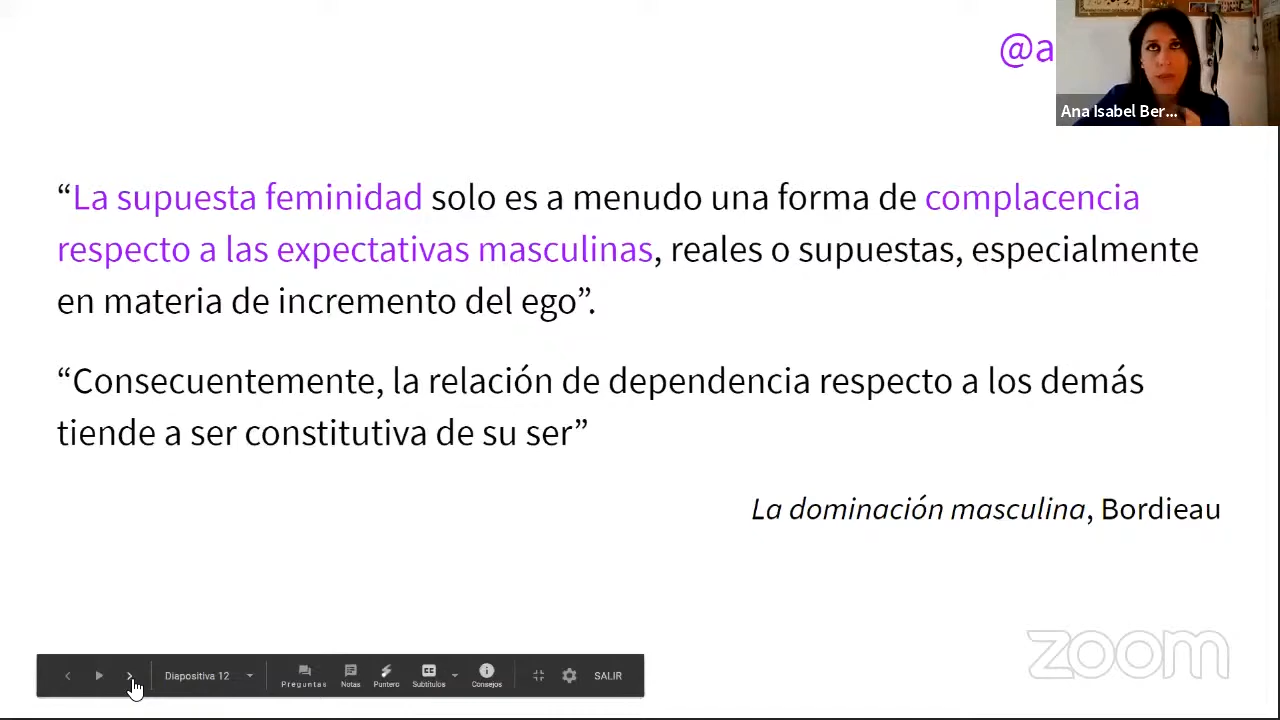 @a
Ana Isabel Ber...
“La supuesta feminidad solo es a menudo una forma de complacencia
respecto a las expectativas masculinas, reales o supuestas, especialmente
en materia de incremento del ego”.
“Consecuentemente, la relación de dependencia respecto a los demás
tiende a ser constitutiva de su ser”
La dominación masculina, Bordieau
zoom
Diapositiva 12
Preguntas
Notas
Puntero
Subtítulos
Consejos
SALIR